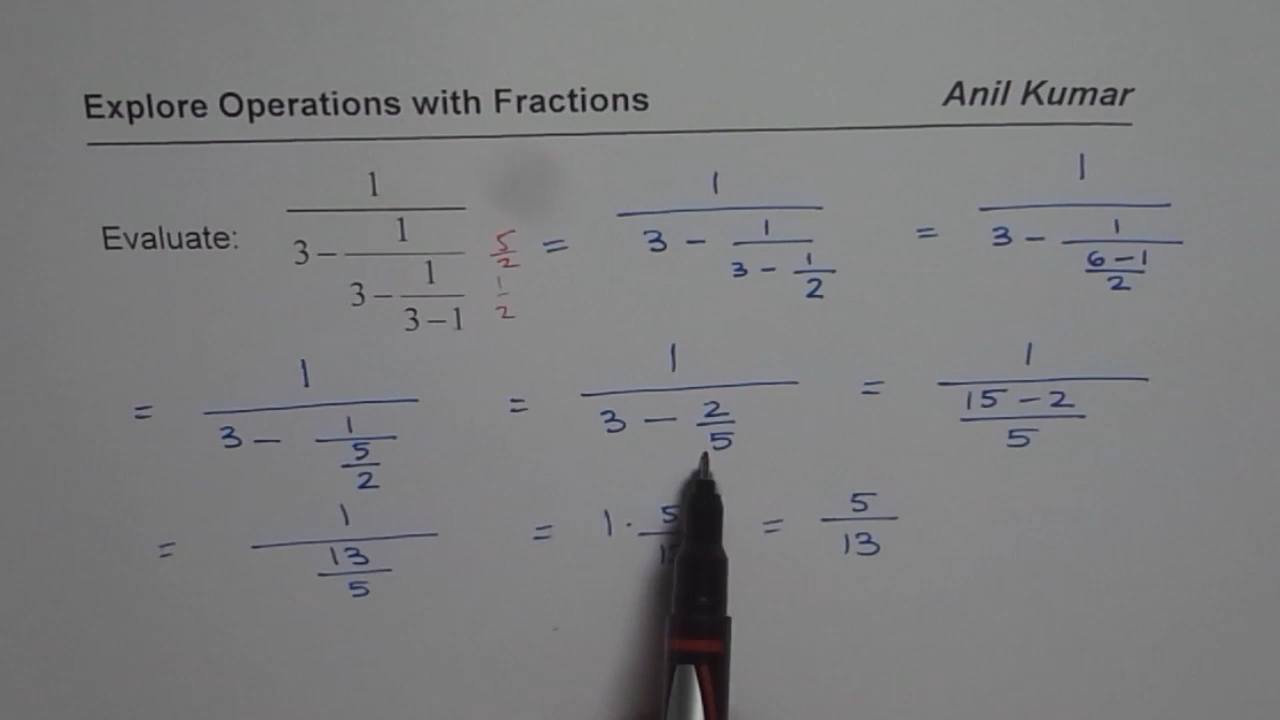 Explore Operations with Fractions
Anil Kumar
Evaluate: 1/(3 − 1/(3 − 1/(3 − 1))) 5/2 1/2 = 1/(3 − 1/(3 − 1/2)) = 1/(3 − 1/((6 − 1)/2))
= 1/(3 − 1/(5/2)) = 1/(3 − 2/5) = 1/((15 − 2)/5)
= 1/(13/5) = 1 · 5/ = 5/13